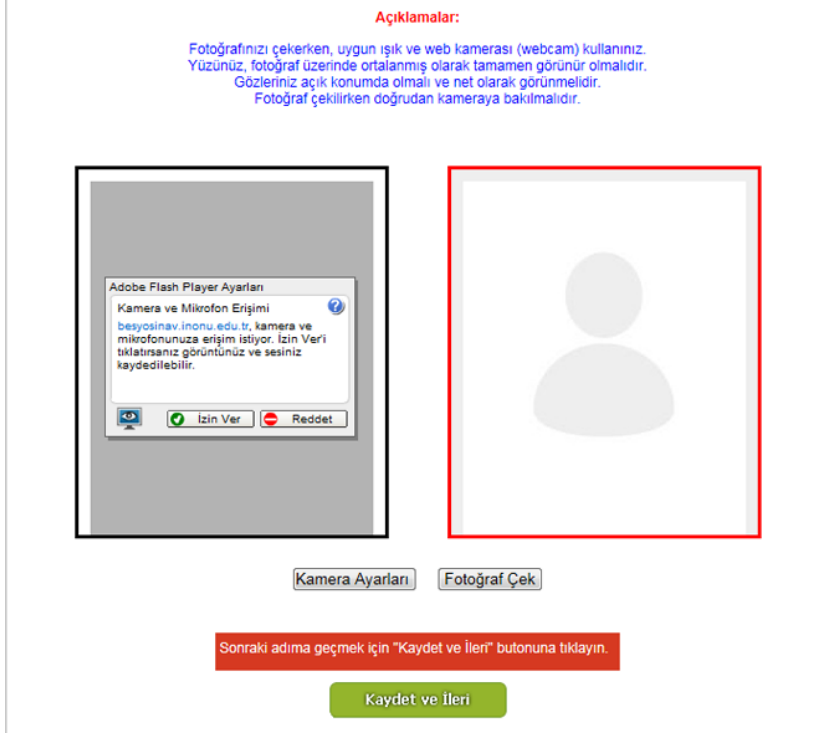 Açıklamalar:
Fotoğrafınızı çekerken, uygun ışık ve web kamerası (webcam) kullanınız.
Yüzünüz, fotoğraf üzerinde ortalanmış olarak tamamen görünür olmalıdır.
Gözleriniz açık konumda olmalı ve net olarak görünmelidir.
Fotoğraf çekilirken doğrudan kameraya bakılmalıdır.
Adobe Flash Player Ayarları
Kamera ve Mikrofon Erişimi
?
besyosinav.inonu.edu.tr, kamera ve
mikrofonunuza erişim istiyor. İzin Ver'i
tıklatırsanız görüntünüz ve sesiniz
kaydedilebilir.
İzin Ver Reddet
Kamera Ayarları Fotoğraf Çek
Sonraki adıma geçmek için "Kaydet ve İleri" butonuna tıklayın.
Kaydet ve İleri